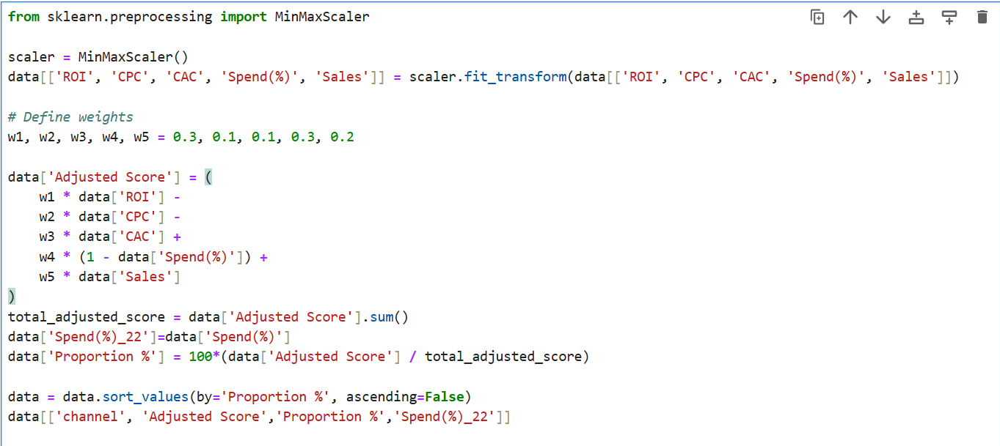 from sklearn.preprocessing import MinMaxScaler
scaler = MinMaxScaler()
data[['ROI', 'CPC', 'CAC', 'Spend(%)', 'Sales']] = scaler.fit_transform(data[['ROI', 'CPC', 'CAC', 'Spend(%)', 'Sales']])
# Define weights
w1, w2, w3, w4, w5 = 0.3, 0.1, 0.1, 0.3, 0.2
data['Adjusted Score'] = (
    w1 * data['ROI'] -
    w2 * data['CPC'] -
    w3 * data['CAC'] +
    w4 * (1 - data['Spend(%)']) +
    w5 * data['Sales']
)
total_adjusted_score = data['Adjusted Score'].sum()
data['Spend(%)_22']=data['Spend(%)']
data['Proportion %'] = 100*(data['Adjusted Score'] / total_adjusted_score)
data = data.sort_values(by='Proportion %', ascending=False)
data[['channel', 'Adjusted Score','Proportion %','Spend(%)_22']]